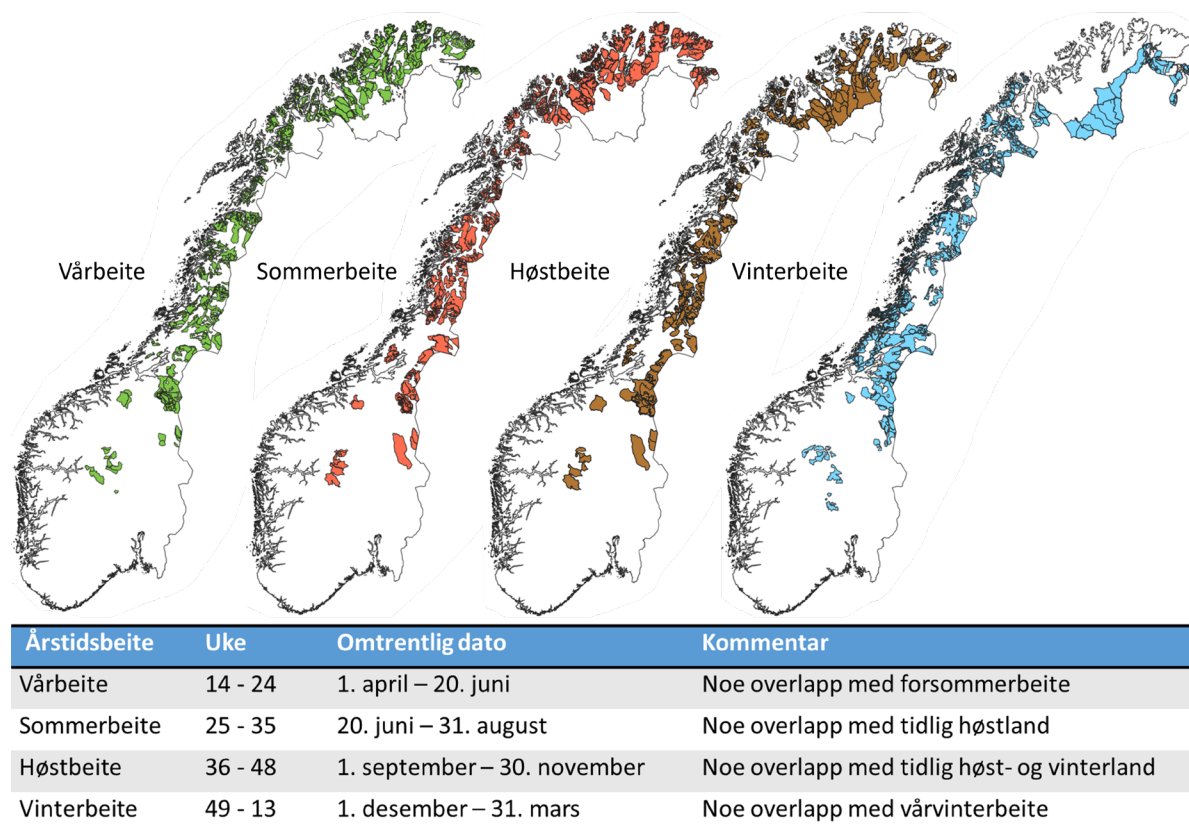 Vårbeite
Sommerbeite
Høstbeite
Vinterbeite
Årstidsbeite Uke Omtrentlig dato Kommentar
Vårbeite 14 - 24 1. april – 20. juni Noe overlapp med forsommerbeite
Sommerbeite 25 - 35 20. juni – 31. august Noe overlapp med tidlig høstland
Høstbeite 36 - 48 1. september – 30. november Noe overlapp med tidlig høst- og vinterland
Vinterbeite 49 - 13 1. desember – 31. mars Noe overlapp med vårvinterbeite